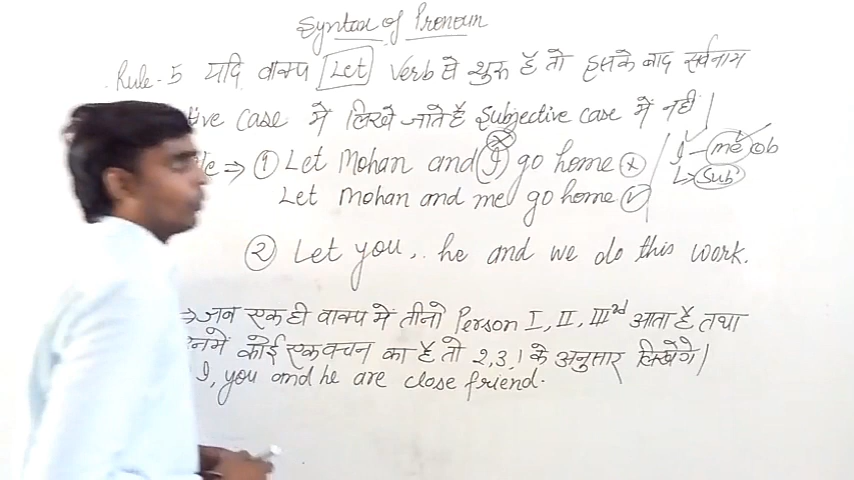 Syntax of Pronoun
Rule-5 यदि वाक्य Let Verb से शुरू हैं तो इसके बाद सर्वनाम
tive case में लिखे जाते हैं Subjective case में नहीं।
le ⇒ ① Let Mohan and I go home ⓧ I - me ob
Let Mohan and me go home ✓ ↳ Sub
② Let you, he and we do this work.
⇒ जब एक ही वाक्य में तीनो Person I, II, IIIrd आता है तथा
नमे कोई एकवचन का है तो 2,3,1 के अनुसार लिखेंगे।
I, you and he are close friend.